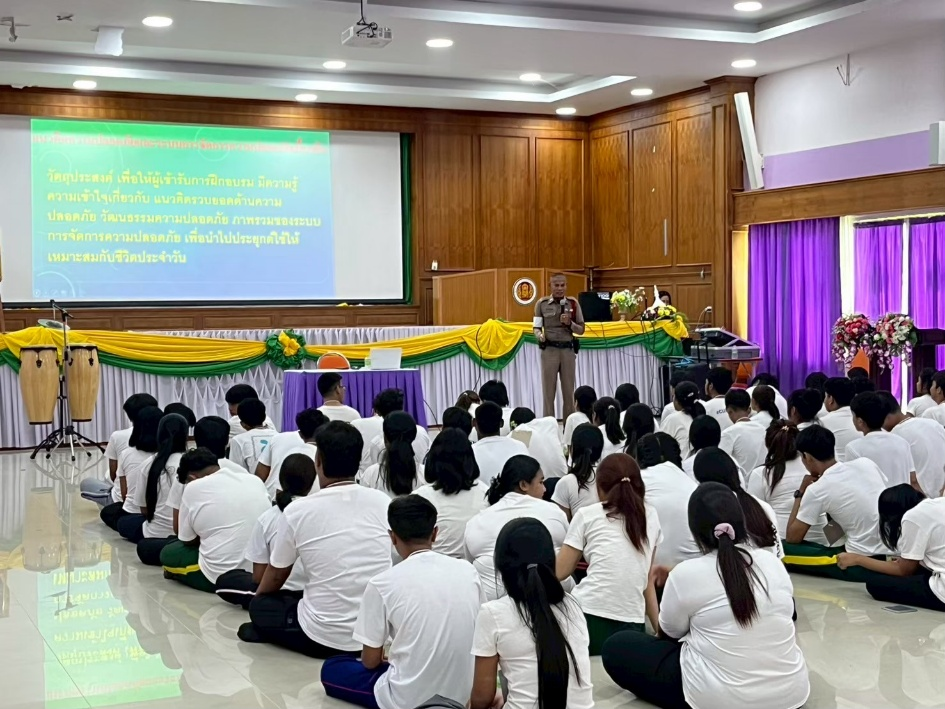 วัตถุประสงค์ เพื่อให้ผู้เข้ารับการฝึกอบรม มีความรู้
ความเข้าใจเกี่ยวกับ แนวคิดรวบยอดด้านความ
ปลอดภัย วัฒนธรรมความปลอดภัย ภาพรวมของระบบ
การจัดการความปลอดภัย เพื่อนำไปประยุกต์ใช้ให้
เหมาะสมกับชีวิตประจำวัน